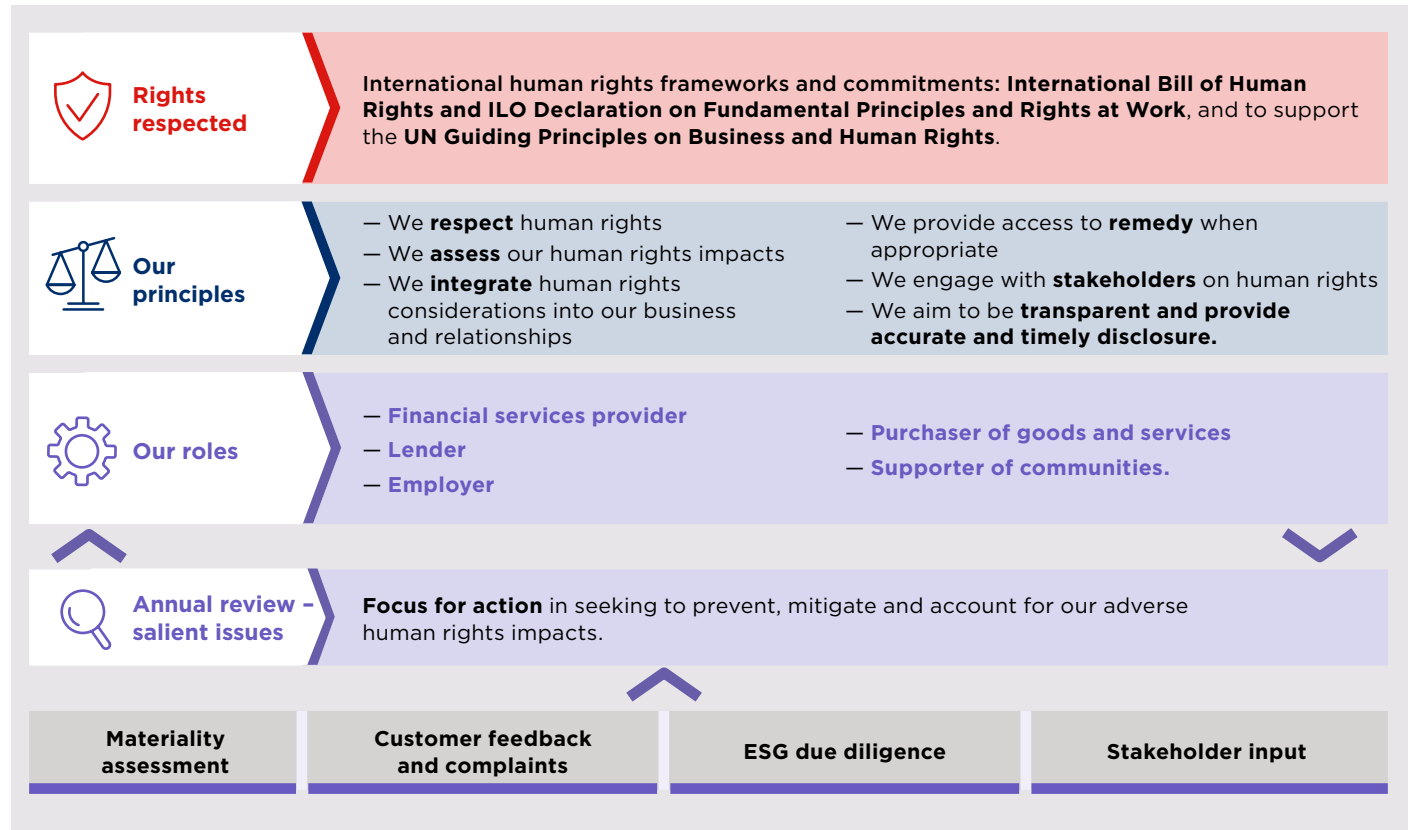 Rights
respected
International human rights frameworks and commitments: International Bill of Human
Rights and ILO Declaration on Fundamental Principles and Rights at Work, and to support
the UN Guiding Principles on Business and Human Rights.
Our
principles
— We respect human rights
— We assess our human rights impacts
— We integrate human rights
considerations into our business
and relationships
— We provide access to remedy when
appropriate
— We engage with stakeholders on human rights
— We aim to be transparent and provide
accurate and timely disclosure.
Our roles
— Financial services provider
— Lender
— Employer
— Purchaser of goods and services
— Supporter of communities.
Annual review –
salient issues
Focus for action in seeking to prevent, mitigate and account for our adverse
human rights impacts.
Materiality
assessment
Customer feedback
and complaints
ESG due diligence
Stakeholder input